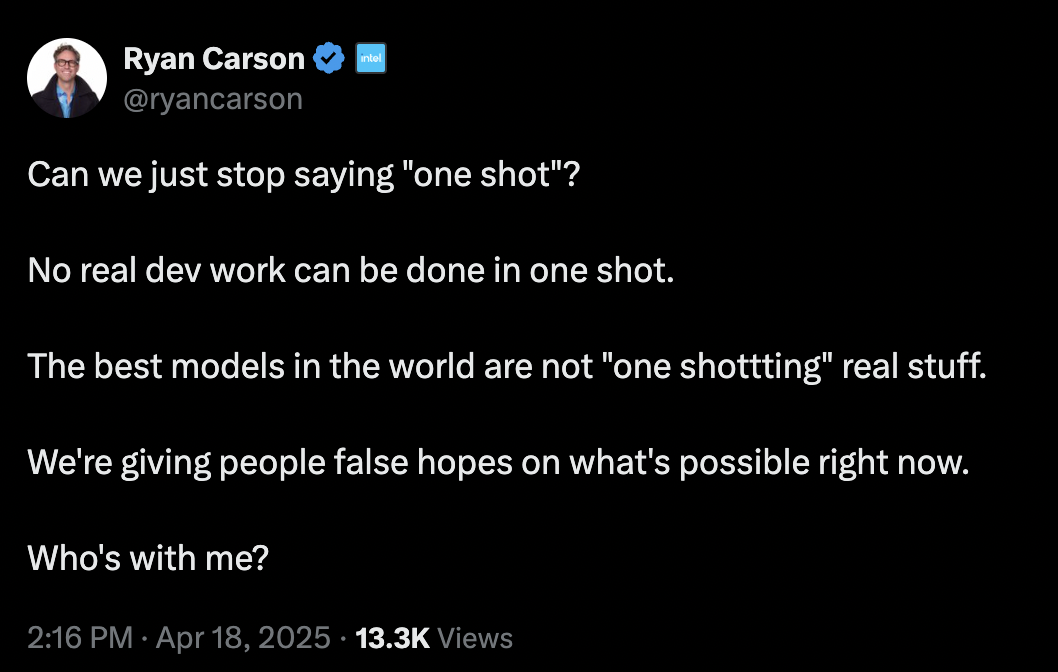 Ryan Carson intel
@ryancarson
Can we just stop saying "one shot"?
No real dev work can be done in one shot.
The best models in the world are not "one shottting" real stuff.
We're giving people false hopes on what's possible right now.
Who's with me?
2:16 PM · Apr 18, 2025 · 13.3K Views